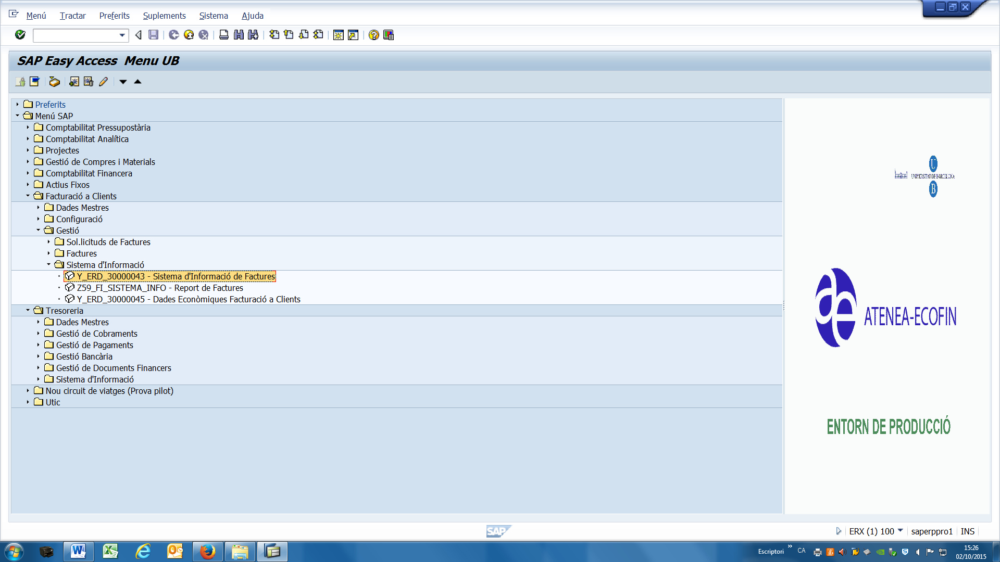 Menú Tractar Preferits Suplements Sistema Ajuda
SAP Easy Access Menu UB
Preferits
Menú SAP
Comptabilitat Pressupostària
Comptabilitat Analítica
Projectes
Gestió de Compres i Materials
Comptabilitat Financera
Actius Fixos
Facturació a Clients
Dades Mestres
Configuració
Gestió
Sol.licituds de Factures
Factures
Sistema d'Informació
Y_ERD_30000043 - Sistema d'Informació de Factures
Z59_FI_SISTEMA_INFO - Report de Factures
Y_ERD_30000045 - Dades Econòmiques Facturació a Clients
Tresoreria
Dades Mestres
Gestió de Cobraments
Gestió de Pagaments
Gestió Bancària
Gestió de Documents Financers
Sistema d'Informació
Nou circuit de viatges (Prova pilot)
Utic
U
UNIVERSITAT DE BARCELONA
B
ae ATENEA-ECOFIN
ENTORN DE PRODUCCIÓ
SAP
ERX (1) 100 saperppro1 INS
Escriptori » CA
15:26
02/10/2015